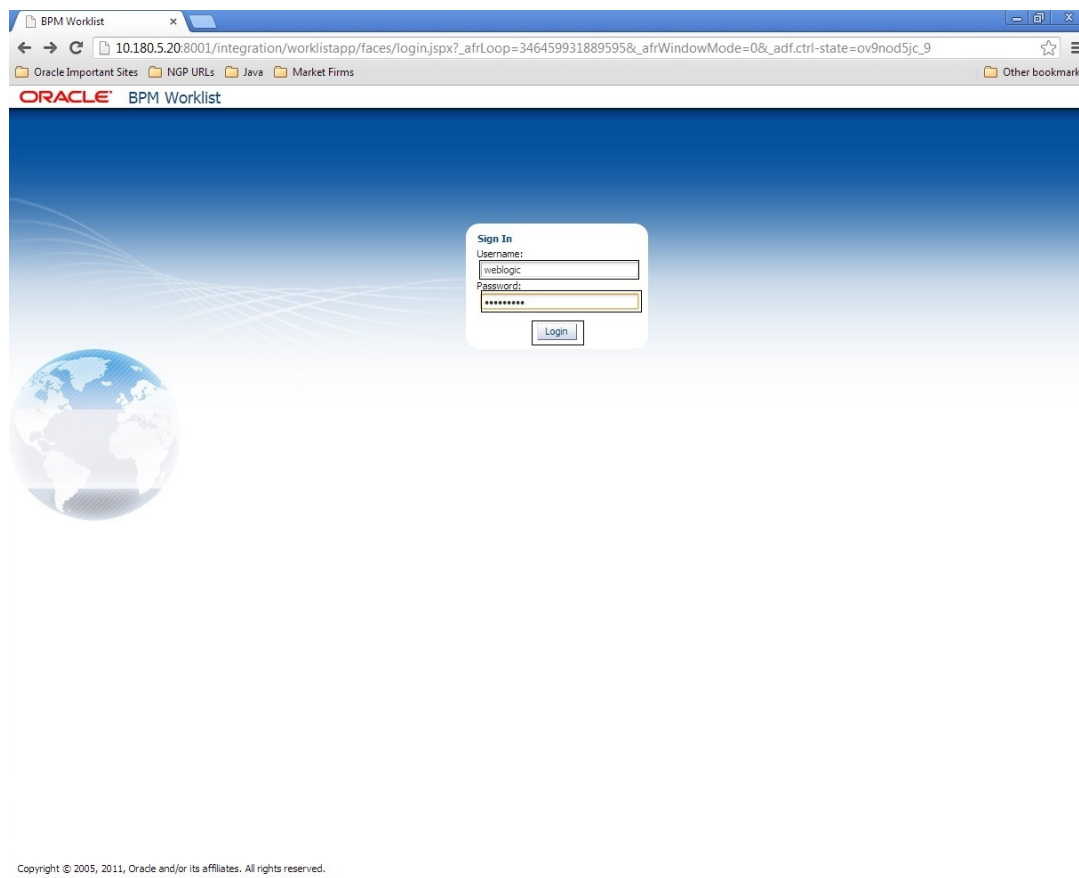 BPM Worklist
10.180.5.20:8001/integration/worklistapp/faces/login.jspx?_afrLoop=346459931889595&_afrWindowMode=0&_adf.ctrl-state=ov9nod5jc_9
Oracle Important Sites NGP URLs Java Market Firms Other bookmark
ORACLE BPM Worklist
Sign In
Username:
weblogic
Password:
•••••••••
Login
Copyright © 2005, 2011, Oracle and/or its affiliates. All rights reserved.